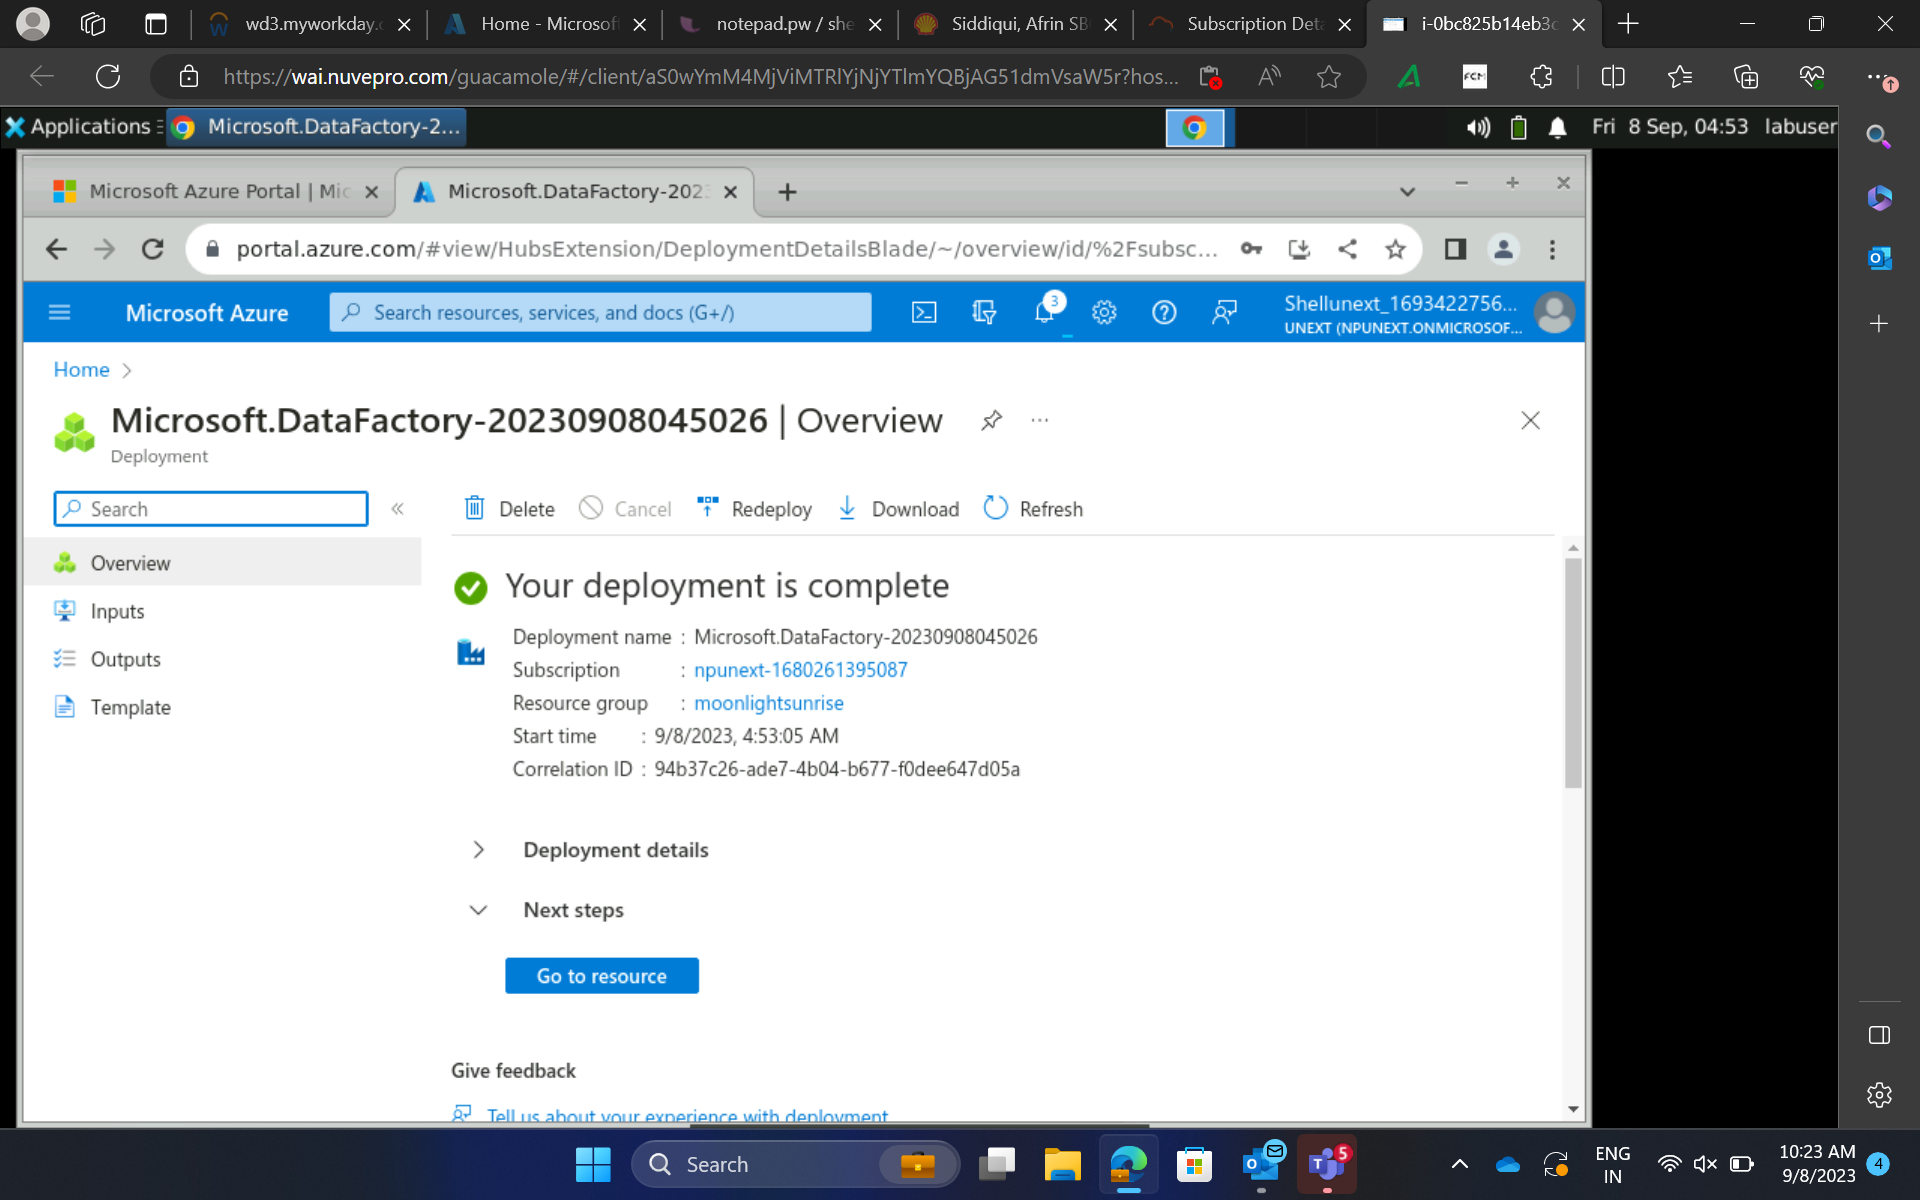 wd3.myworkday.
Home - Microsof
notepad.pw / she
Siddiqui, Afrin SB
Subscription Det
i-0bc825b14eb3c
https://wai.nuvepro.com/guacamole/#/client/aS0wYmM4MjViMTRlYjNjYTlmYQBjAG51dmVsaW5r?hos...
FCM
Applications
Microsoft.DataFactory-2...
Fri 8 Sep, 04:53 labuser
Microsoft Azure Portal | Mic
Microsoft.DataFactory-202
portal.azure.com/#view/HubsExtension/DeploymentDetailsBlade/~/overview/id/%2Fsubsc...
Microsoft Azure
Search resources, services, and docs (G+/)
3
Shellunext_1693422756...
UNEXT (NPUNEXT.ONMICROSOF...
Home >
Microsoft.DataFactory-20230908045026 | Overview
...
Deployment
Search
«
Delete
Cancel
Redeploy
Download
Refresh
Overview
Inputs
Outputs
Template
Your deployment is complete
Deployment name : Microsoft.DataFactory-20230908045026
Subscription : npunext-1680261395087
Resource group : moonlightsunrise
Start time : 9/8/2023, 4:53:05 AM
Correlation ID : 94b37c26-ade7-4b04-b677-f0dee647d05a
Deployment details
Next steps
Go to resource
Give feedback
Tell us about your experience with deployment
Search
5
ENG
IN
10:23 AM
9/8/2023
4